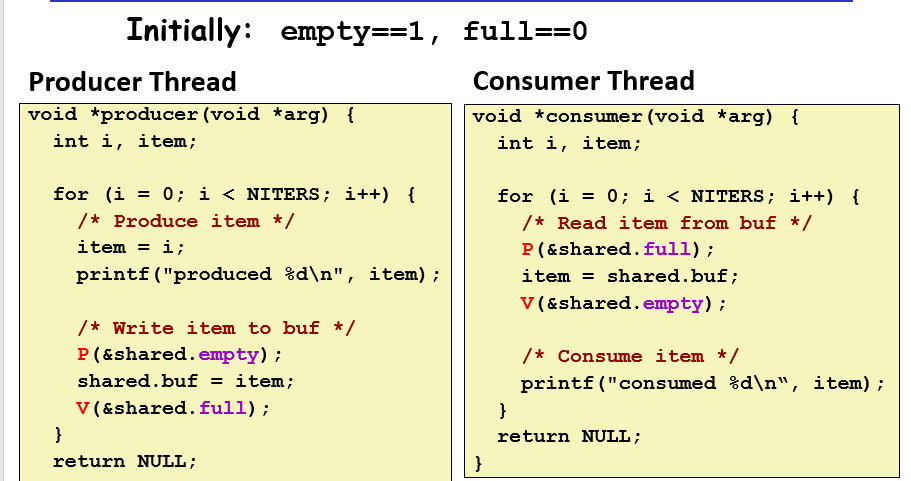 Initially: empty==1, full==0
Producer Thread
void *producer(void *arg) {
  int i, item;
  for (i = 0; i < NITERS; i++) {
    /* Produce item */
    item = i;
    printf("produced %d\n", item);
    /* Write item to buf */
    P(&shared.empty);
    shared.buf = item;
    V(&shared.full);
  }
  return NULL;
Consumer Thread
void *consumer(void *arg) {
  int i, item;
  for (i = 0; i < NITERS; i++) {
    /* Read item from buf */
    P(&shared.full);
    item = shared.buf;
    V(&shared.empty);
    /* Consume item */
    printf("consumed %d\n“, item);
  }
  return NULL;
}